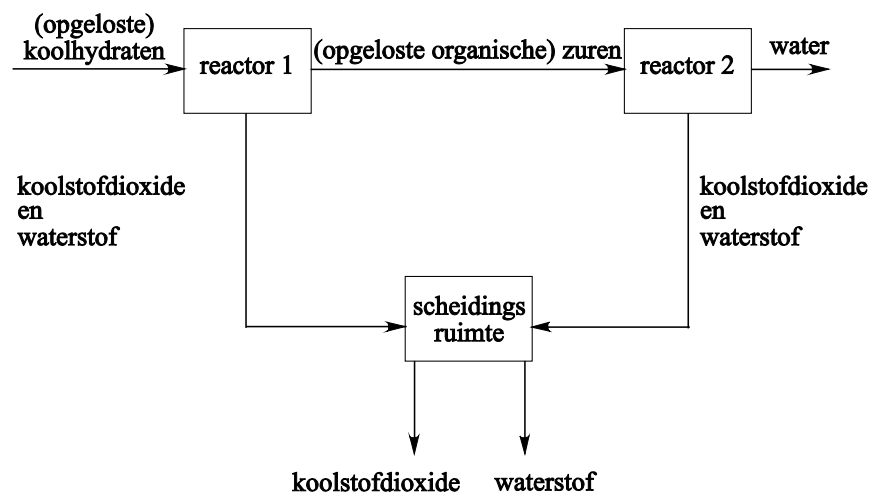 (opgeloste)
koolhydraten
reactor 1
(opgeloste organische) zuren
reactor 2
water
koolstofdioxide
en
waterstof
koolstofdioxide
en
waterstof
scheidings
ruimte
koolstofdioxide
waterstof